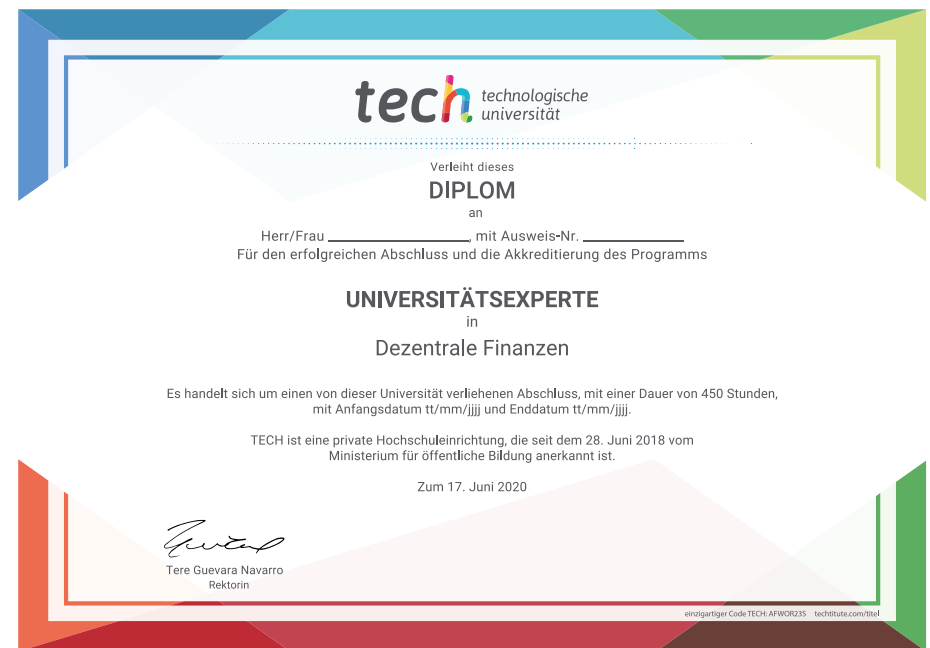 tech technologische
universität
Verleiht dieses
DIPLOM
an
Herr/Frau ____________________, mit Ausweis-Nr. ______________
Für den erfolgreichen Abschluss und die Akkreditierung des Programms
UNIVERSITÄTSEXPERTE
in
Dezentrale Finanzen
Es handelt sich um einen von dieser Universität verliehenen Abschluss, mit einer Dauer von 450 Stunden,
mit Anfangsdatum tt/mm/jjjj und Enddatum tt/mm/jjjj.
TECH ist eine private Hochschuleinrichtung, die seit dem 28. Juni 2018 vom
Ministerium für öffentliche Bildung anerkannt ist.
Zum 17. Juni 2020
Tere Guevara Navarro
Rektorin
einzigartiger Code TECH: AFWOR23S techtitute.com/titel